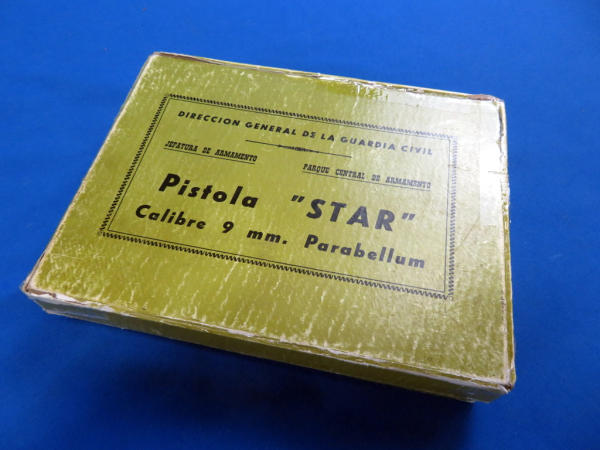 DIRECCION GENERAL DE LA GUARDIA CIVIL
JEFATURA DE ARMAMENTO
PARQUE CENTRAL DE ARMAMENTO
Pistola "STAR"
Calibre 9 mm. Parabellum